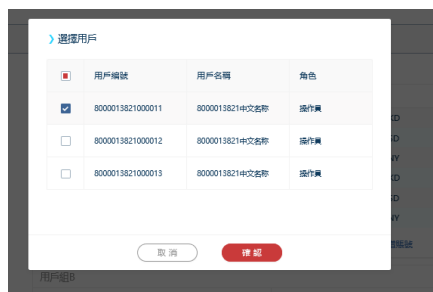 選擇用戶
用戶編號 用戶名稱 角色
8000013821000011 8000013821中文名称 操作員
8000013821000012 8000013821中文名称 操作員
8000013821000013 8000013821中文名称 操作員
取消 確認
用戶組B